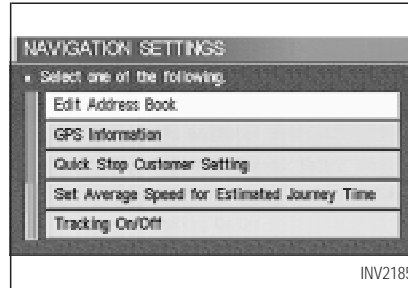 NAVIGATION SETTINGS
Select one of the following.
Edit Address Book
GPS Information
Quick Stop Customer Setting
Set Average Speed for Estimated Journey Time
Tracking On/Off
INV2185